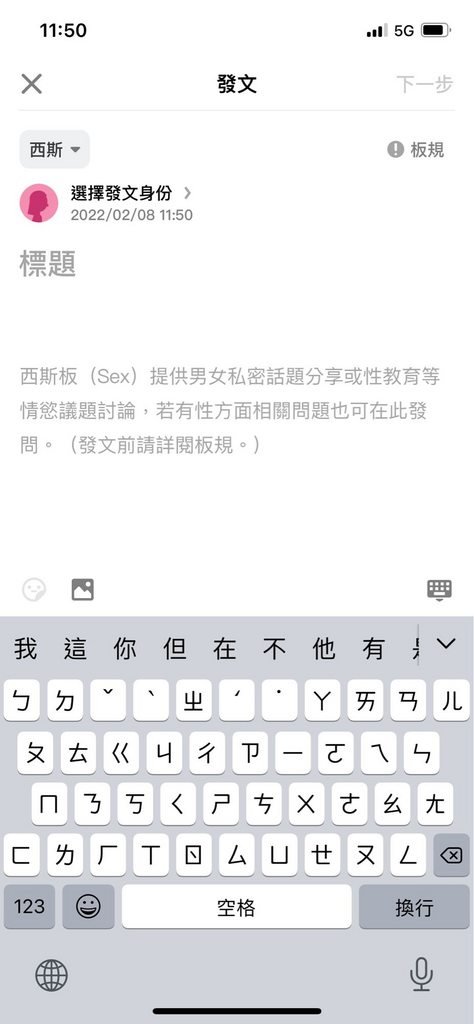 11:50 5G
發文 下一步
西斯 板規
選擇發文身份
2022/02/08 11:50
標題
西斯板（Sex）提供男女私密話題分享或性教育等
情慾議題討論，若有性方面相關問題也可在此發
問。（發文前請詳閱板規。）
我 這 你 但 在 不 他 有
ㄅ ㄉ ˇ ˋ ㄓ ˊ ˙ ㄚ ㄞ ㄢ ㄦ
ㄆ ㄊ ㄍ ㄐ ㄔ ㄗ ㄧ ㄛ ㄟ ㄣ
ㄇ ㄋ ㄎ ㄑ ㄕ ㄘ ㄨ ㄜ ㄠ ㄤ
ㄈ ㄌ ㄏ ㄒ ㄖ ㄙ ㄩ ㄝ ㄡ ㄥ
123 空格 換行